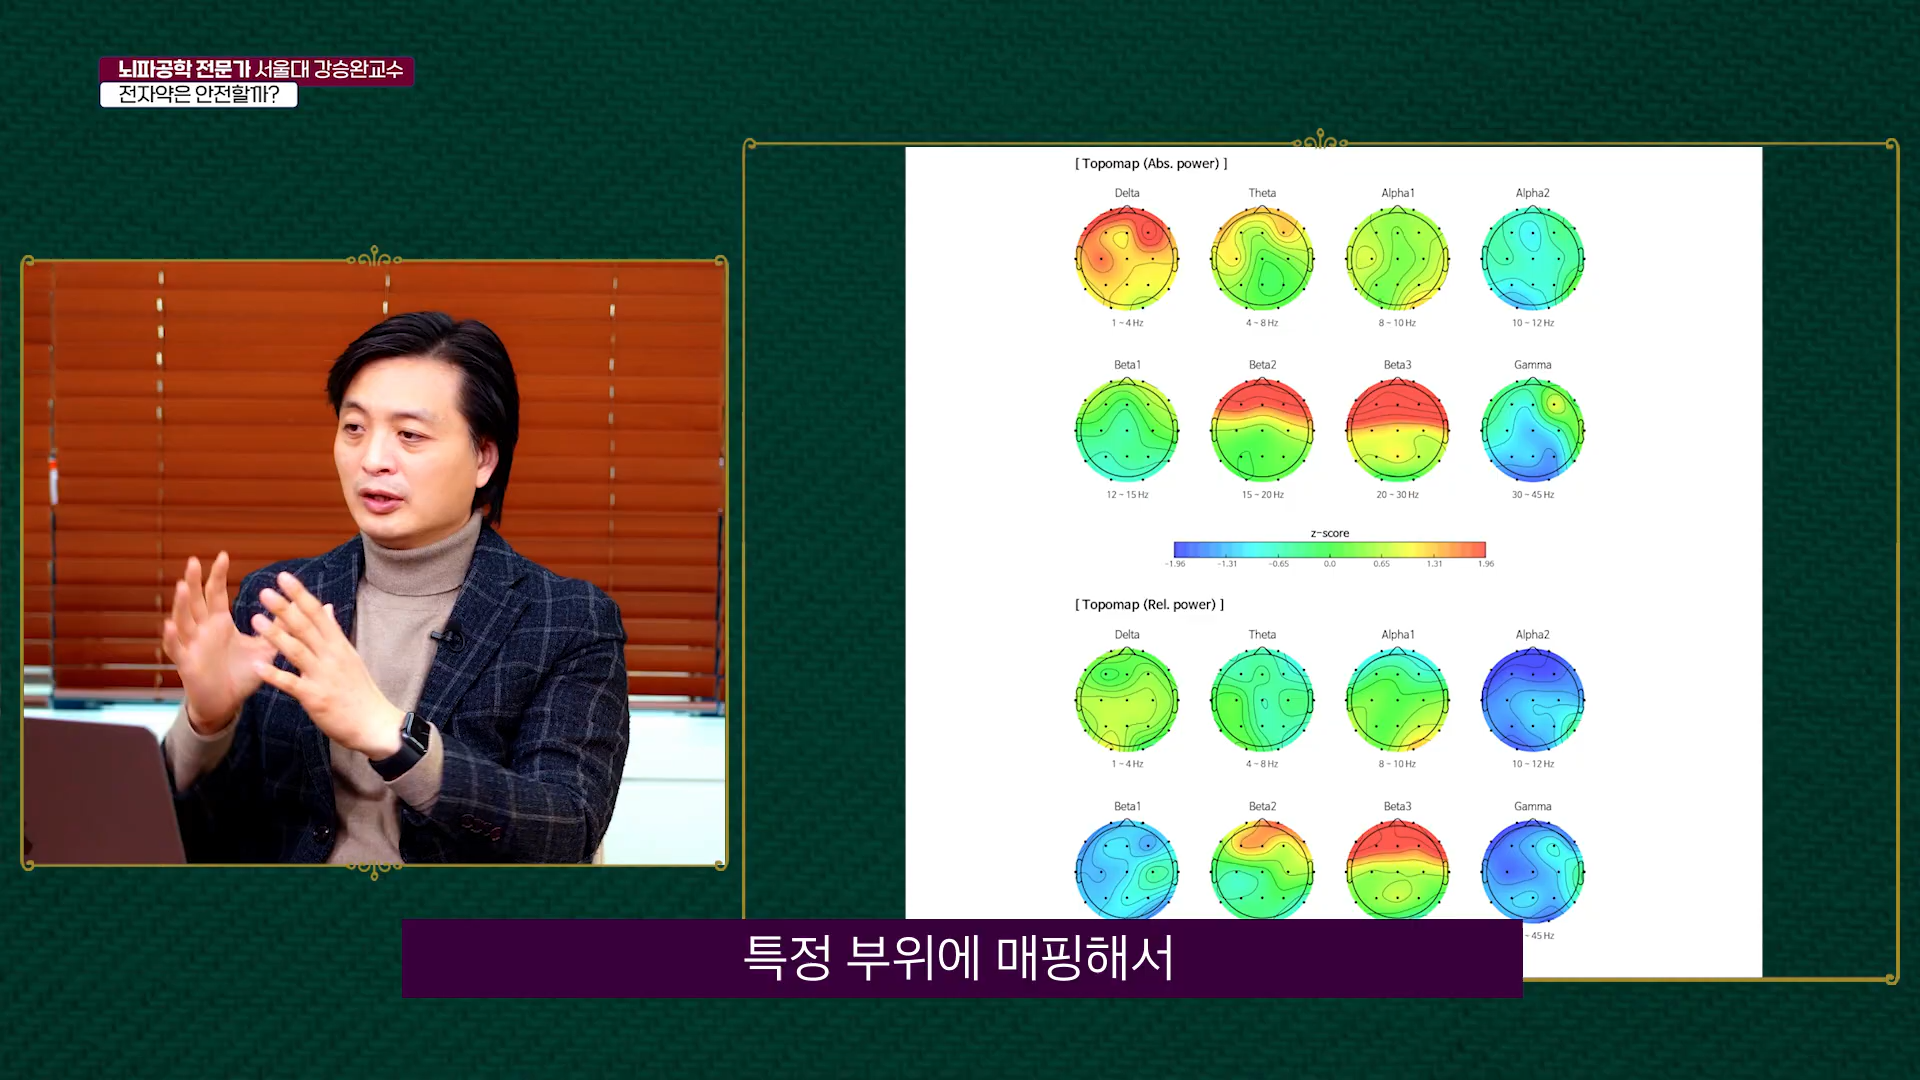 뇌파공학 전문가 서울대 강승완교수
전자약은 안전할까?
[ Topomap (Abs. power) ]
Delta Theta Alpha1 Alpha2
1 ~ 4 Hz 4 ~ 8 Hz 8 ~ 10 Hz 10 ~ 12 Hz
Beta1 Beta2 Beta3 Gamma
12 ~ 15 Hz 15 ~ 20 Hz 20 ~ 30 Hz 30 ~ 45 Hz
z-score
-1.96 -1.31 -0.65 0.0 0.65 1.31 1.96
[ Topomap (Rel. power) ]
Delta Theta Alpha1 Alpha2
1 ~ 4 Hz 4 ~ 8 Hz 8 ~ 10 Hz 10 ~ 12 Hz
Beta1 Beta2 Beta3 Gamma
~ 45 Hz
특정 부위에 매핑해서